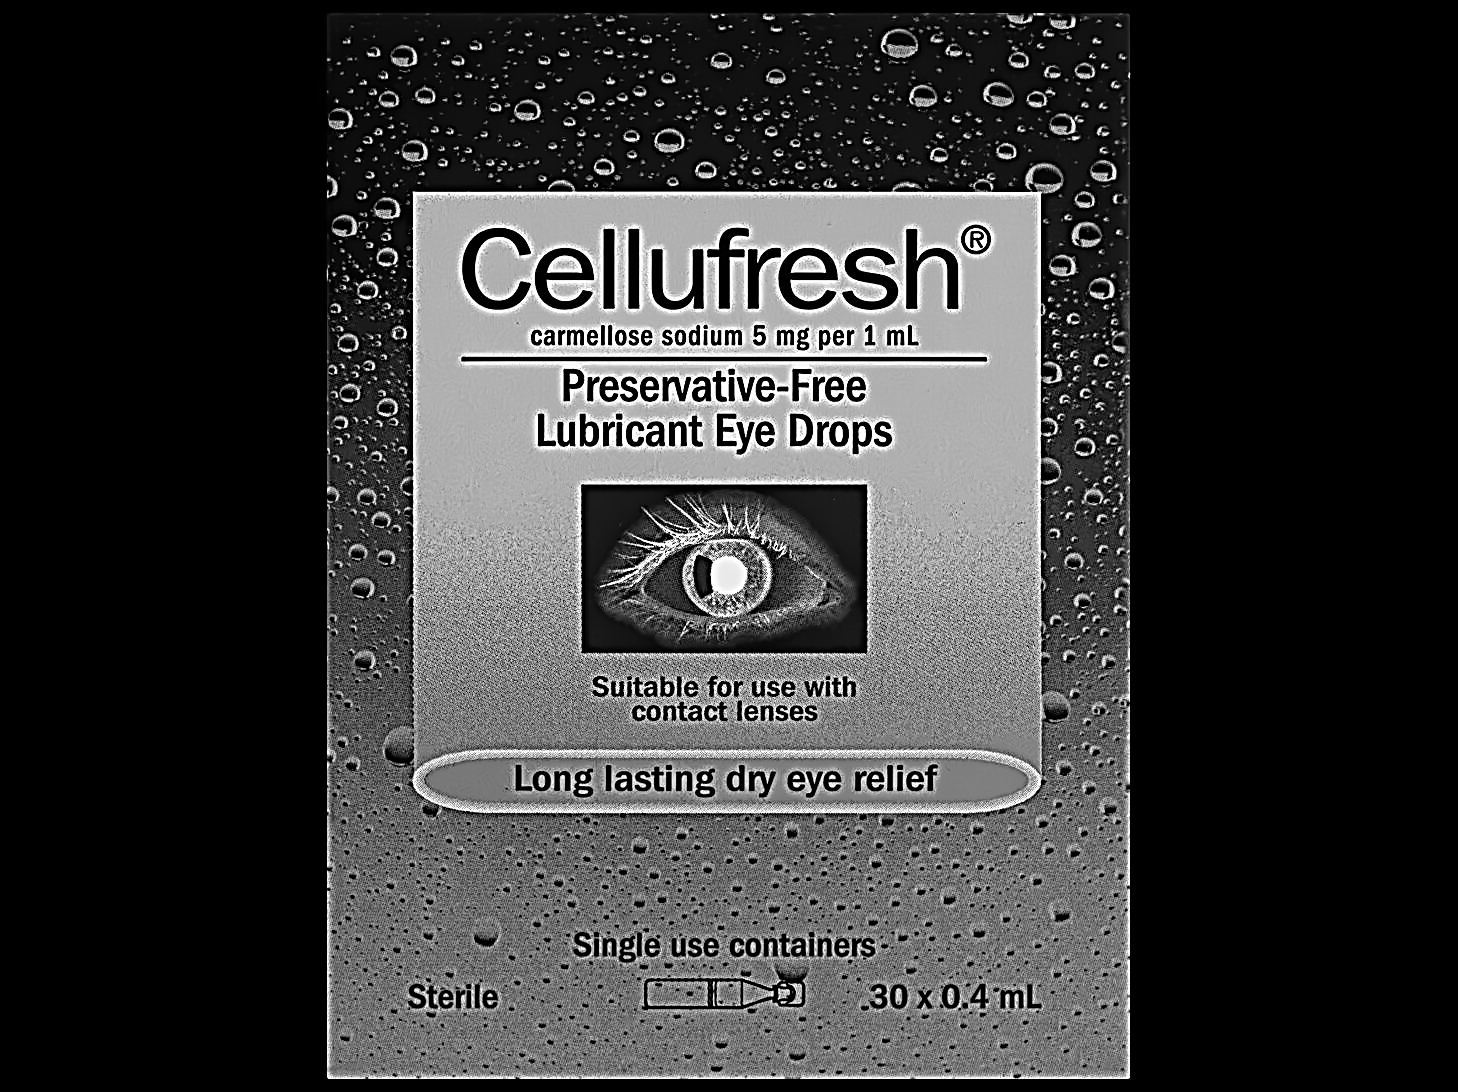 Cellufresh®
carmellose sodium 5 mg per 1 mL
Preservative-Free
Lubricant Eye Drops
Suitable for use with
contact lenses
Long lasting dry eye relief
Single use containers
Sterile
30 x 0.4 mL